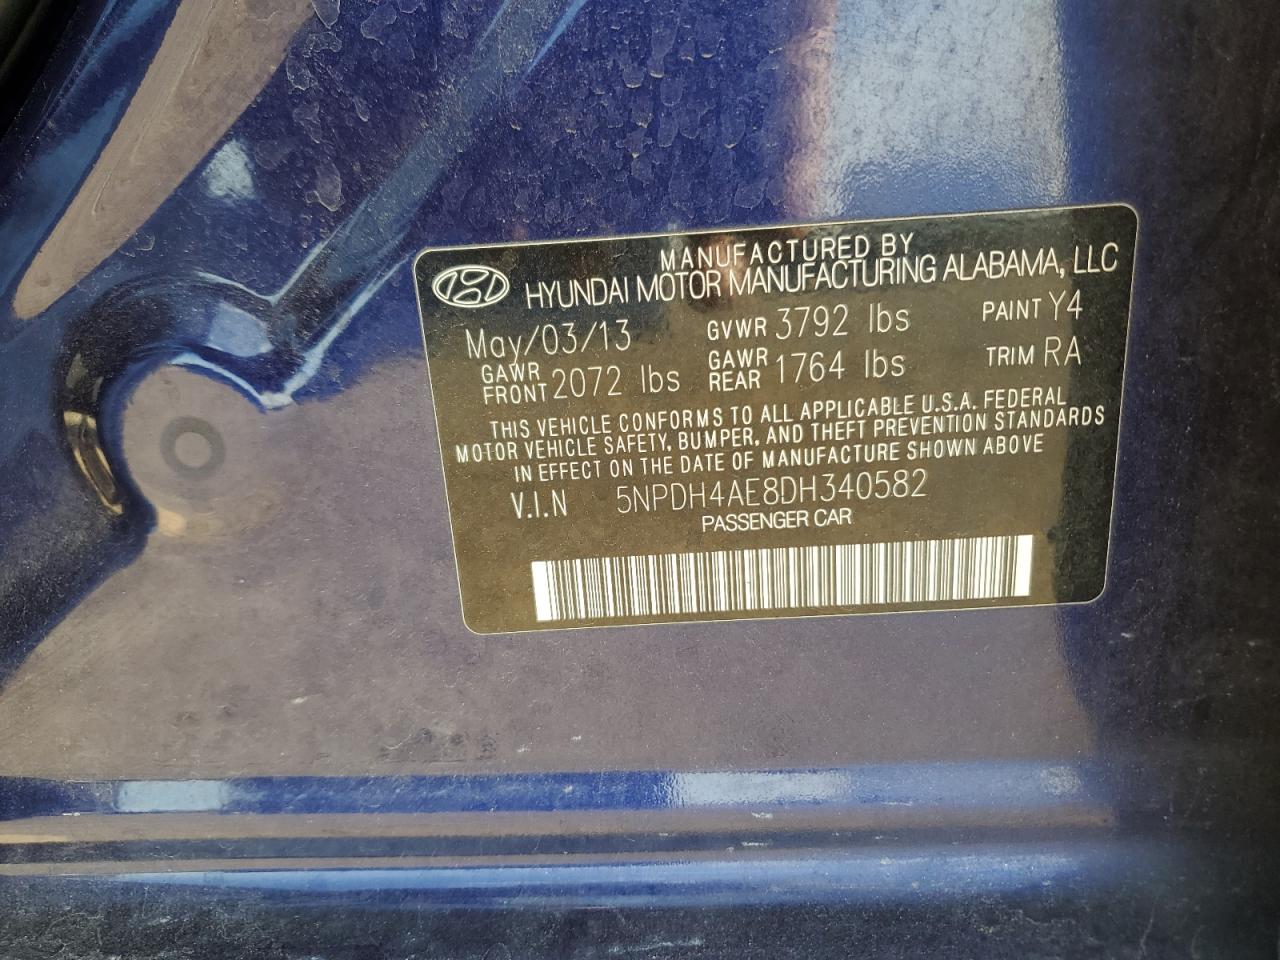 MANUFACTURED BY
HYUNDAI MOTOR MANUFACTURING ALABAMA, LLC
May/03/13 GVWR 3792 lbs PAINT Y4
GAWR FRONT 2072 lbs GAWR REAR 1764 lbs TRIM RA
THIS VEHICLE CONFORMS TO ALL APPLICABLE U.S.A. FEDERAL
MOTOR VEHICLE SAFETY, BUMPER, AND THEFT PREVENTION STANDARDS
IN EFFECT ON THE DATE OF MANUFACTURE SHOWN ABOVE
V.I.N 5NPDH4AE8DH340582
PASSENGER CAR